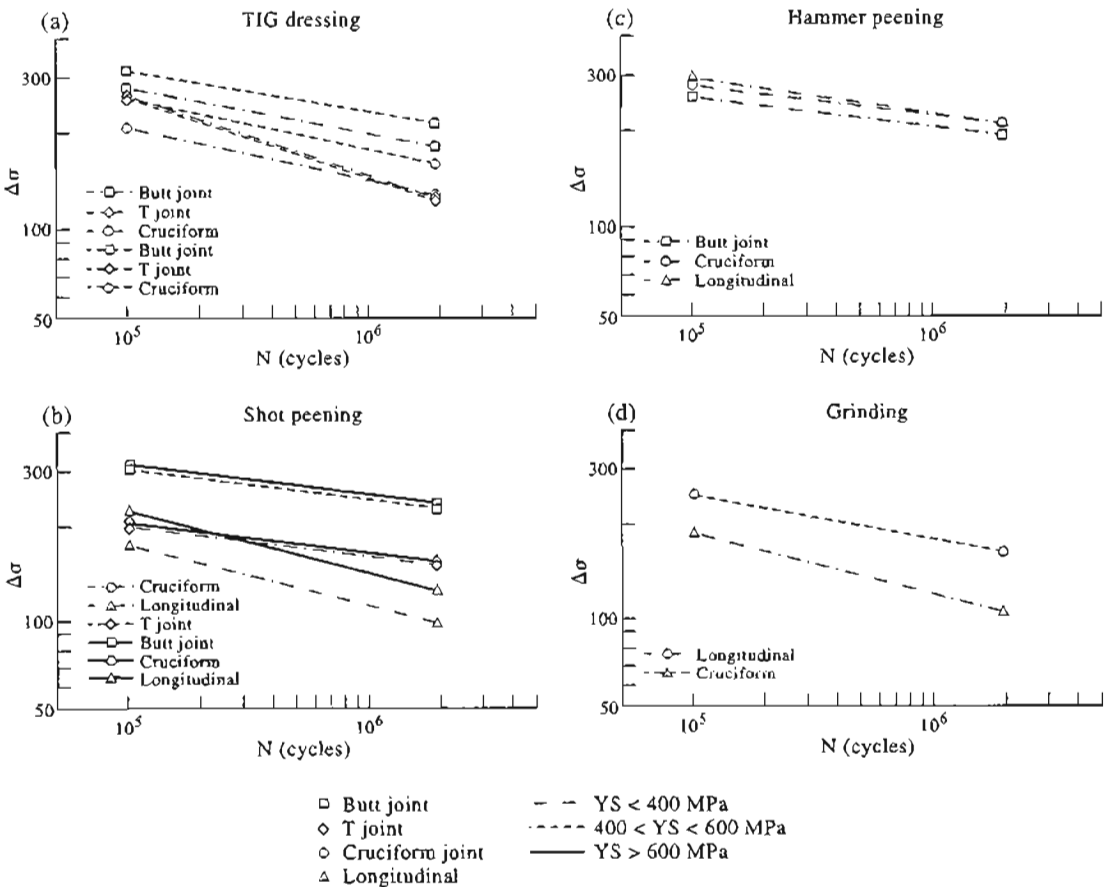 (a) TIG dressing
300
Δσ
100
50
Butt joint
T joint
Cruciform
Butt joint
T joint
Cruciform
10⁵ 10⁶
N (cycles)
(c) Hammer peening
300
Δσ
100
50
Butt joint
Cruciform
Longitudinal
10⁵ 10⁶
N (cycles)
(b) Shot peening
300
Δσ
100
50
Cruciform
Longitudinal
T joint
Butt joint
Cruciform
Longitudinal
10⁵ 10⁶
N (cycles)
(d) Grinding
300
Δσ
100
50
Longitudinal
Cruciform
10⁵ 10⁶
N (cycles)
Butt joint
T joint
Cruciform joint
Longitudinal
YS < 400 MPa
400 < YS < 600 MPa
YS > 600 MPa